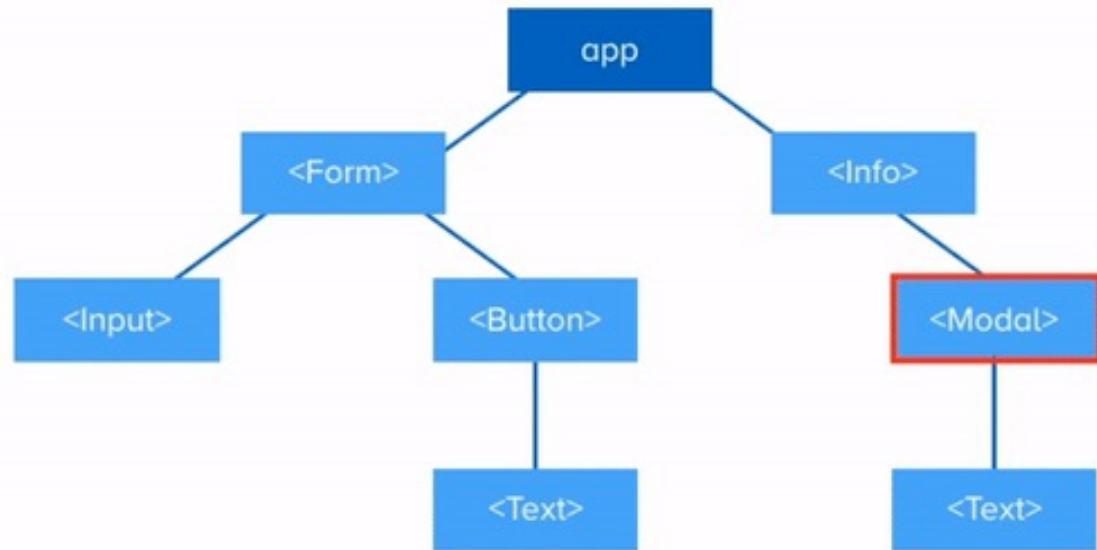 app
<Form>
<Info>
<Input>
<Button>
<Modal>
<Text>
<Text>